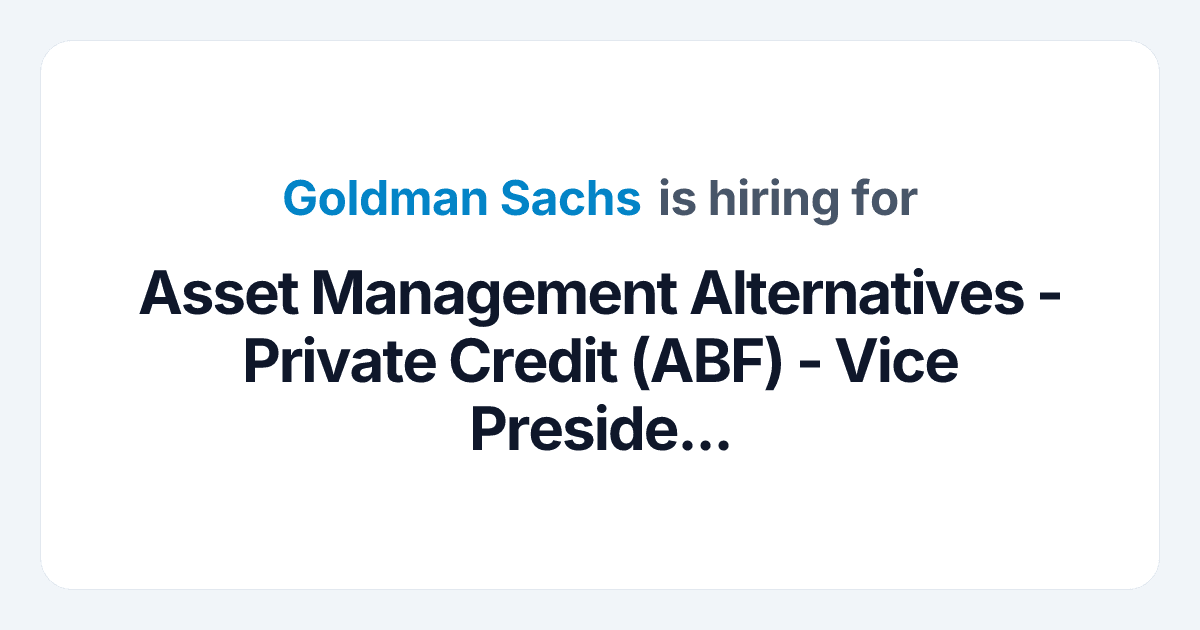 Goldman Sachs is hiring for
Asset Management Alternatives -
Private Credit (ABF) - Vice
Preside...